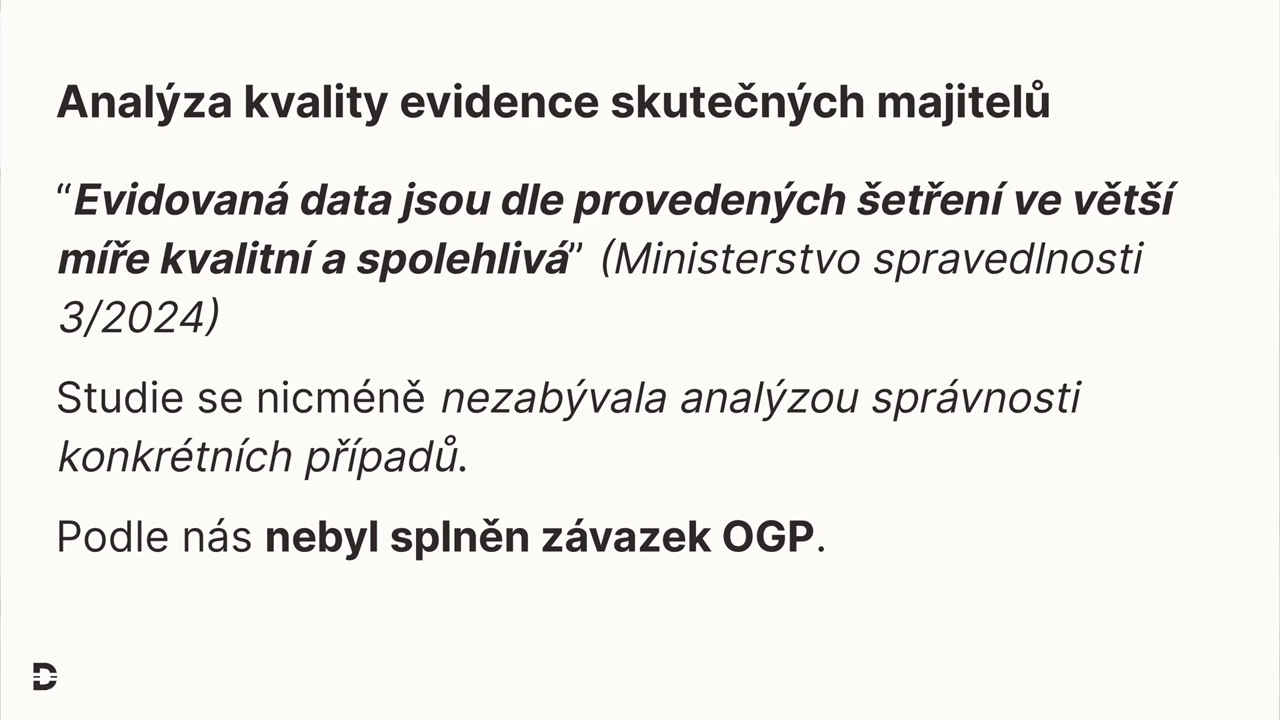 Analýza kvality evidence skutečných majitelů
“Evidovaná data jsou dle provedených šetření ve větší
míře kvalitní a spolehlivá” (Ministerstvo spravedlnosti
3/2024)
Studie se nicméně nezabývala analýzou správnosti
konkrétních případů.
Podle nás nebyl splněn závazek OGP.
D